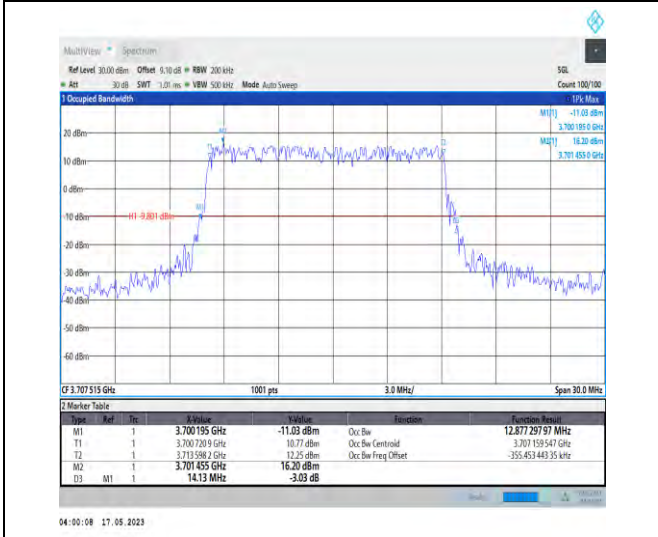 MultiView Spectrum
Ref Level 30.00 dBm Offset 9.10 dB RBW 200 kHz SGL
Att 30 dB SWT 1.01 ms VBW 500 kHz Mode Auto Sweep Count 100/100
1 Occupied Bandwidth 1Pk Max
M1[1] -11.03 dBm
3.700 195 0 GHz
M2[1] 16.20 dBm
3.701 455 0 GHz
20 dBm
10 dBm
0 dBm
-10 dBm
H1 -9.801 dBm
-20 dBm
-30 dBm
-40 dBm
-50 dBm
-60 dBm
CF 3.707 515 GHz 1001 pts 3.0 MHz/ Span 30.0 MHz
2 Marker Table
Type Ref Trc X-Value Y-Value Function Function Result
M1 1 3.700 195 GHz -11.03 dBm Occ Bw 12.877 297 97 MHz
T1 1 3.700 720 9 GHz 10.77 dBm Occ Bw Centroid 3.707 159 547 GHz
T2 1 3.713 598 2 GHz 12.25 dBm Occ Bw Freq Offset -355.453 443 35 kHz
M2 1 3.701 455 GHz 16.20 dBm
D3 M1 1 14.13 MHz -3.03 dB
04:00:08 17.05.2023